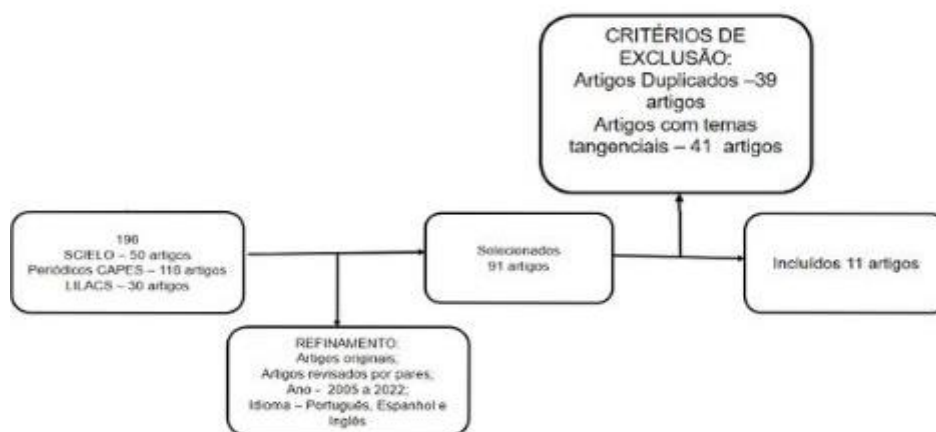 CRITÉRIOS DE
EXCLUSÃO:
Artigos Duplicados –39
artigos
Artigos com temas
tangenciais – 41 artigos
196
SCIELO – 50 artigos
Periódicos CAPES – 116 artigos
LILACS – 30 artigos
Selecionados
91 artigos
Incluídos 11 artigos
REFINAMENTO:
Artigos originais;
Artigos revisados por pares;
Ano - 2005 a 2022;
Idioma – Português, Espanhol e
Inglês